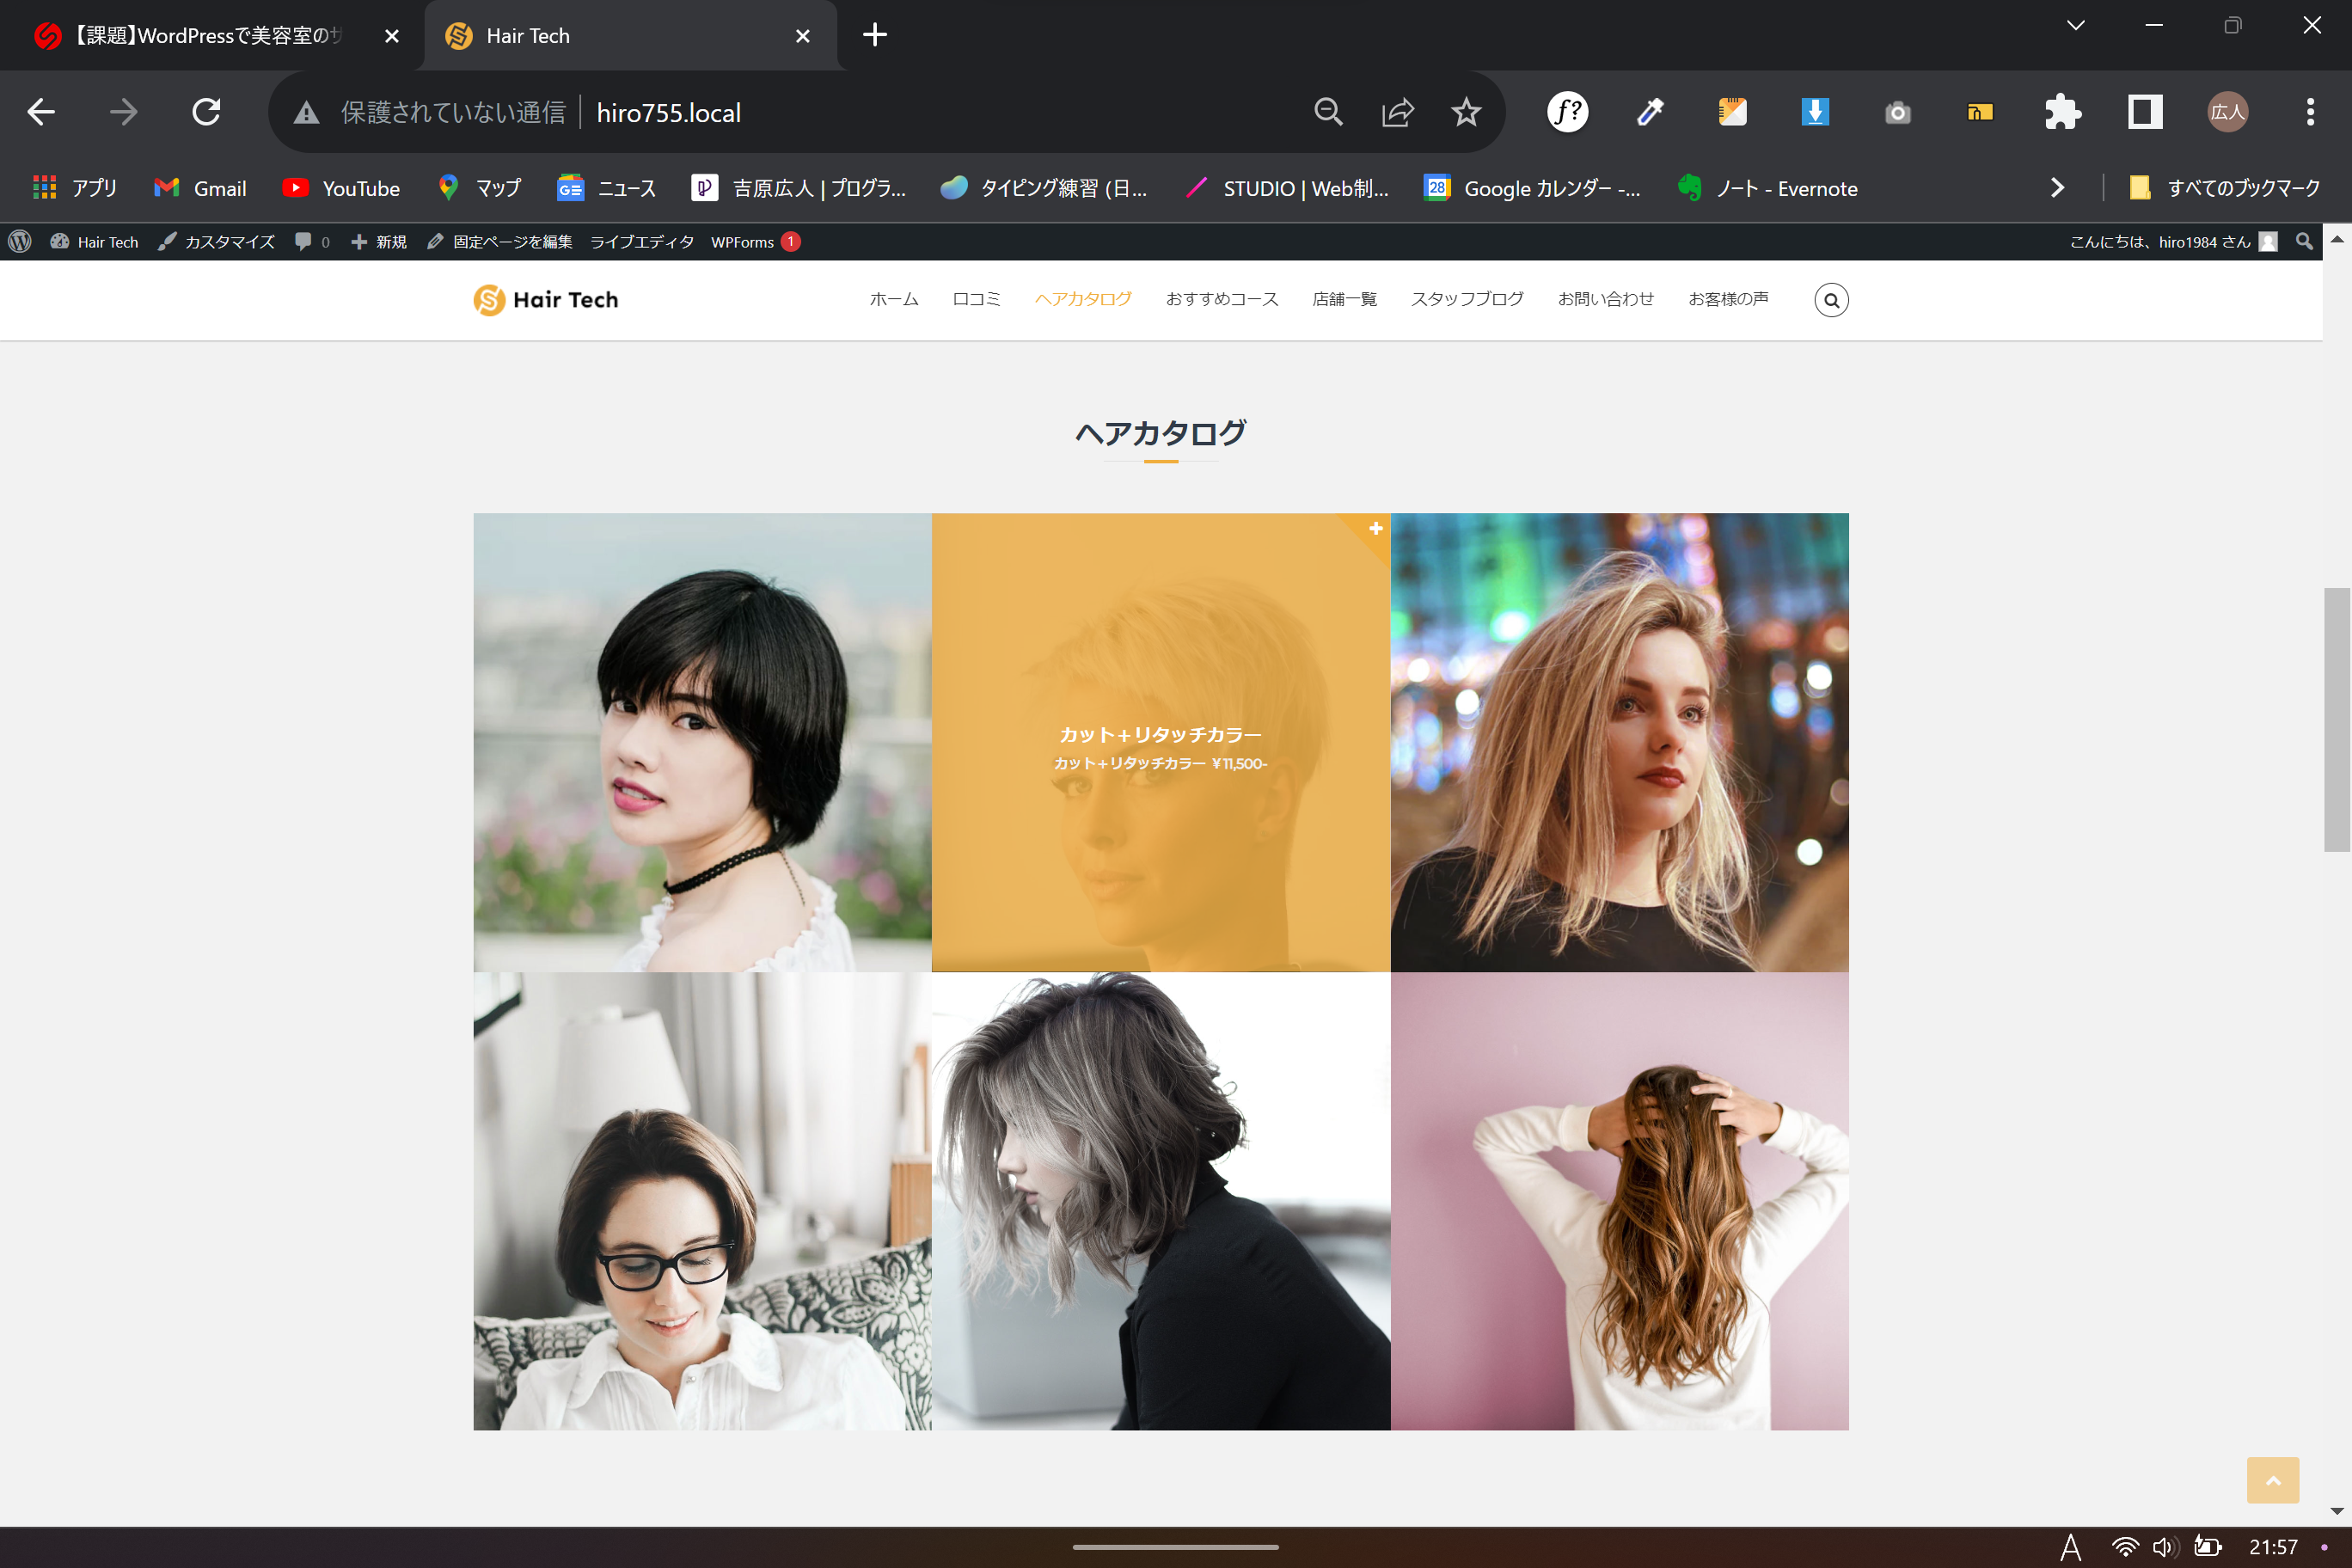 【課題】WordPressで美容室のサ
Hair Tech
保護されていない通信
hiro755.local
広人
アプリ
Gmail
YouTube
マップ
ニュース
吉原広人 | プログラ...
タイピング練習 (日...
STUDIO | Web制...
28
Google カレンダー -...
ノート - Evernote
すべてのブックマーク
Hair Tech
カスタマイズ
0
新規
固定ページを編集
ライブエディタ
WPForms
1
こんにちは、hiro1984 さん
Hair Tech
ホーム
口コミ
ヘアカタログ
おすすめコース
店舗一覧
スタッフブログ
お問い合わせ
お客様の声
ヘアカタログ
カット＋リタッチカラー
カット＋リタッチカラー ￥11,500-
A
21:57